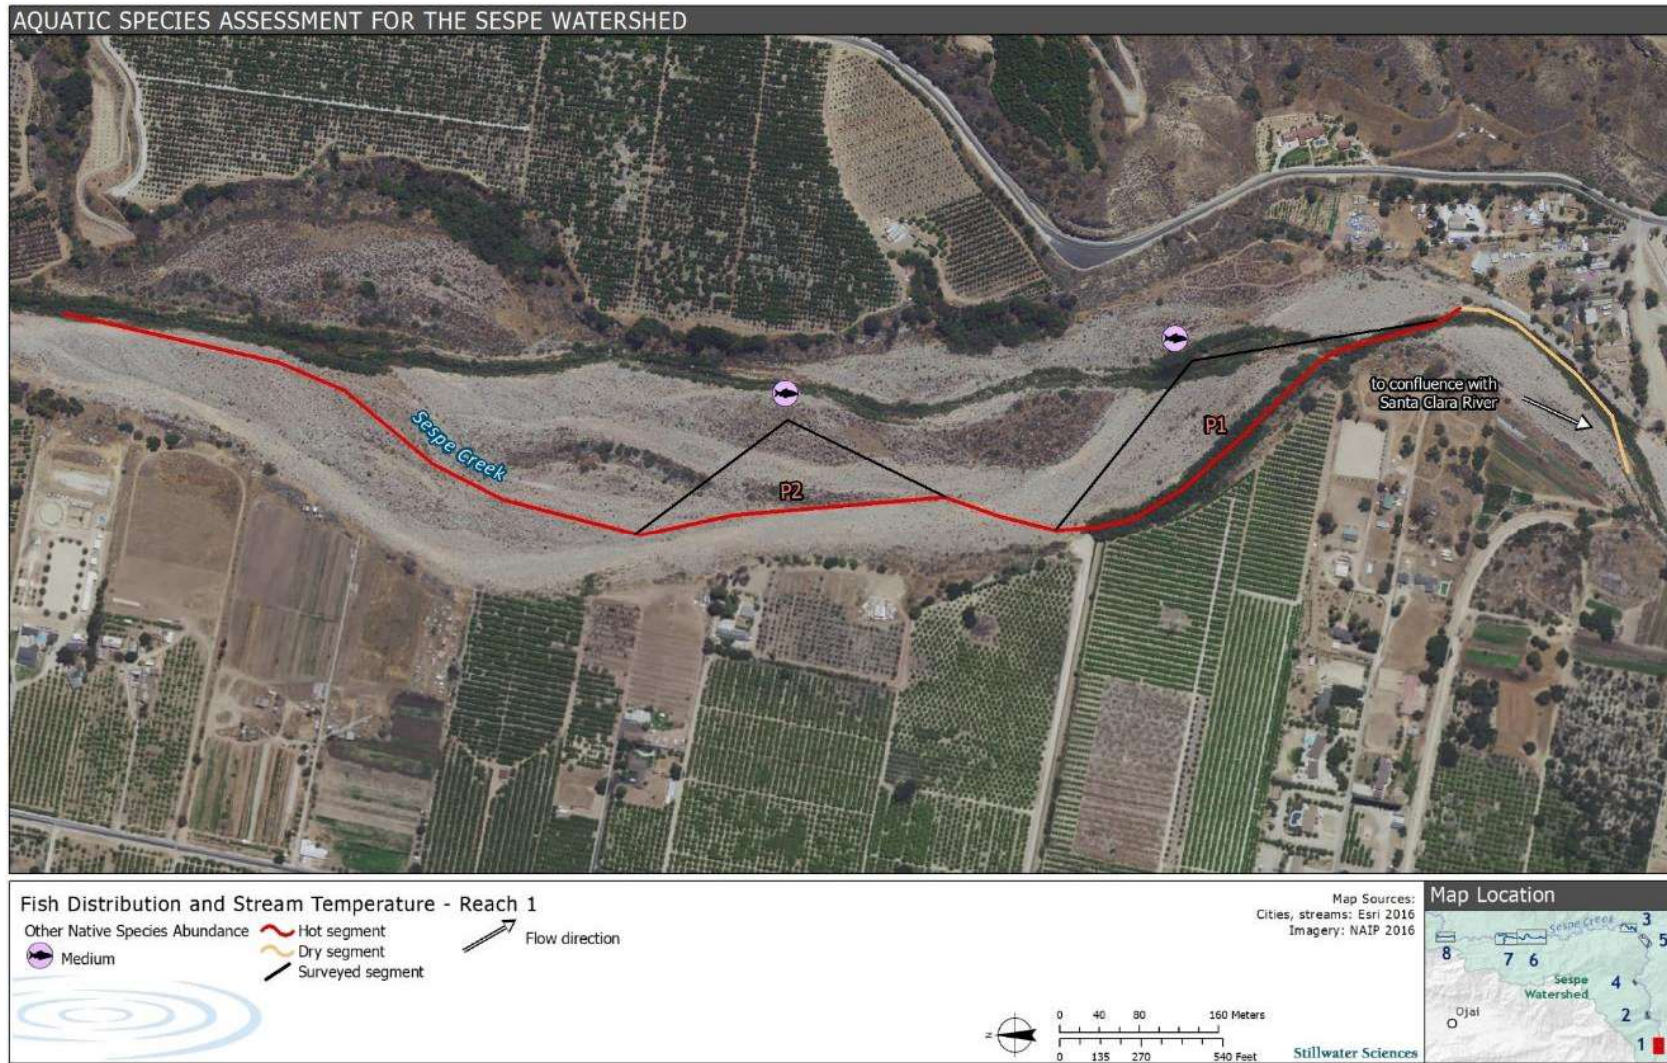 AQUATIC SPECIES ASSESSMENT FOR THE SESPE WATERSHED
Sespe Creek
P2
P1
to confluence with
Santa Clara River
Fish Distribution and Stream Temperature - Reach 1
Other Native Species Abundance
Medium
Hot segment
Dry segment
Surveyed segment
Flow direction
Map Sources:
Cities, streams: Esri 2016
Imagery: NAIP 2016
N
0 40 80 160 Meters
0 135 270 540 Feet
Stillwater Sciences
Map Location
Sespe Creek
3
5
8
7 6
Sespe
Watershed
4
Ojai
2
1